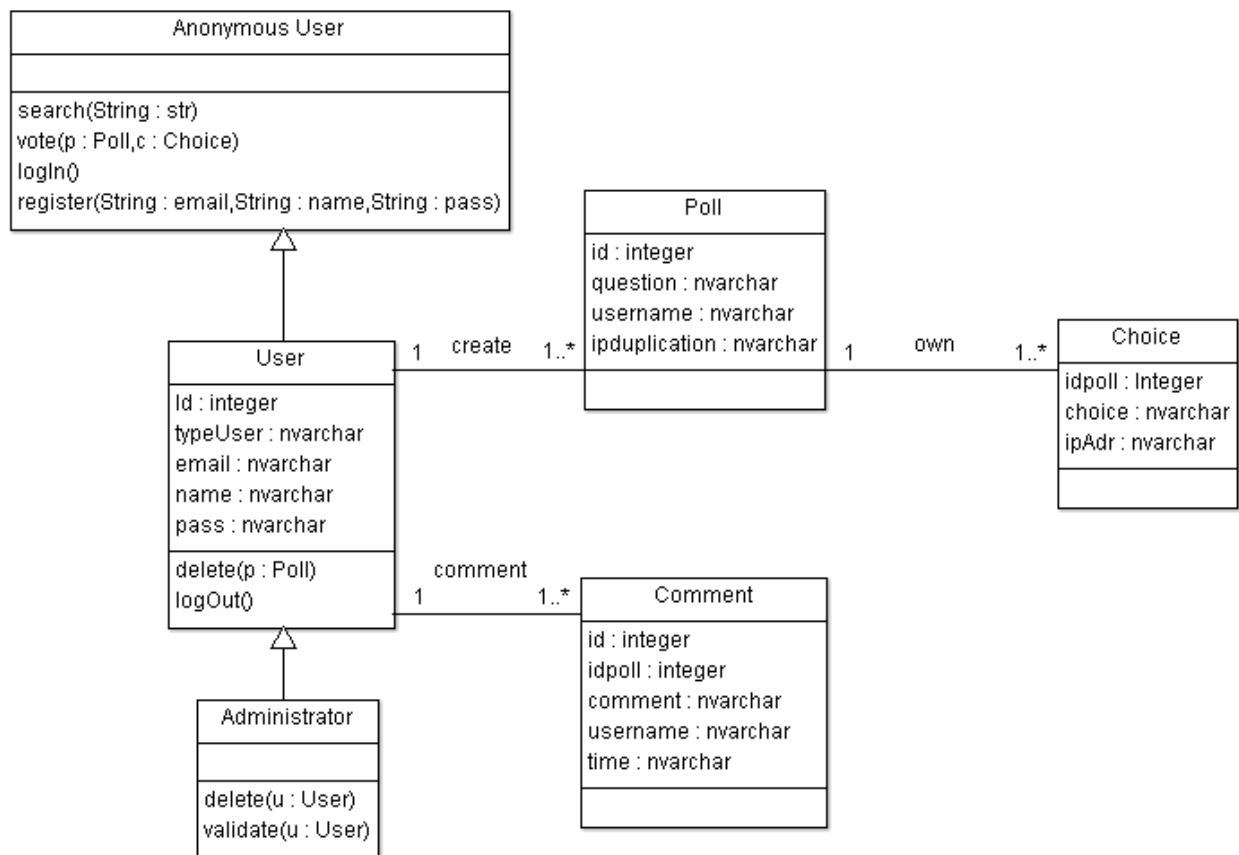 Anonymous User
search(String : str)
vote(p : Poll,c : Choice)
logIn()
register(String : email,String : name,String : pass)
Poll
id : integer
question : nvarchar
username : nvarchar
ipduplication : nvarchar
User
Id : integer
typeUser : nvarchar
email : nvarchar
name : nvarchar
pass : nvarchar
delete(p : Poll)
logOut()
1 create 1..*
1 own 1..*
Choice
idpoll : Integer
choice : nvarchar
ipAdr : nvarchar
comment
1 1..*
Comment
id : integer
idpoll : integer
comment : nvarchar
username : nvarchar
time : nvarchar
Administrator
delete(u : User)
validate(u : User)